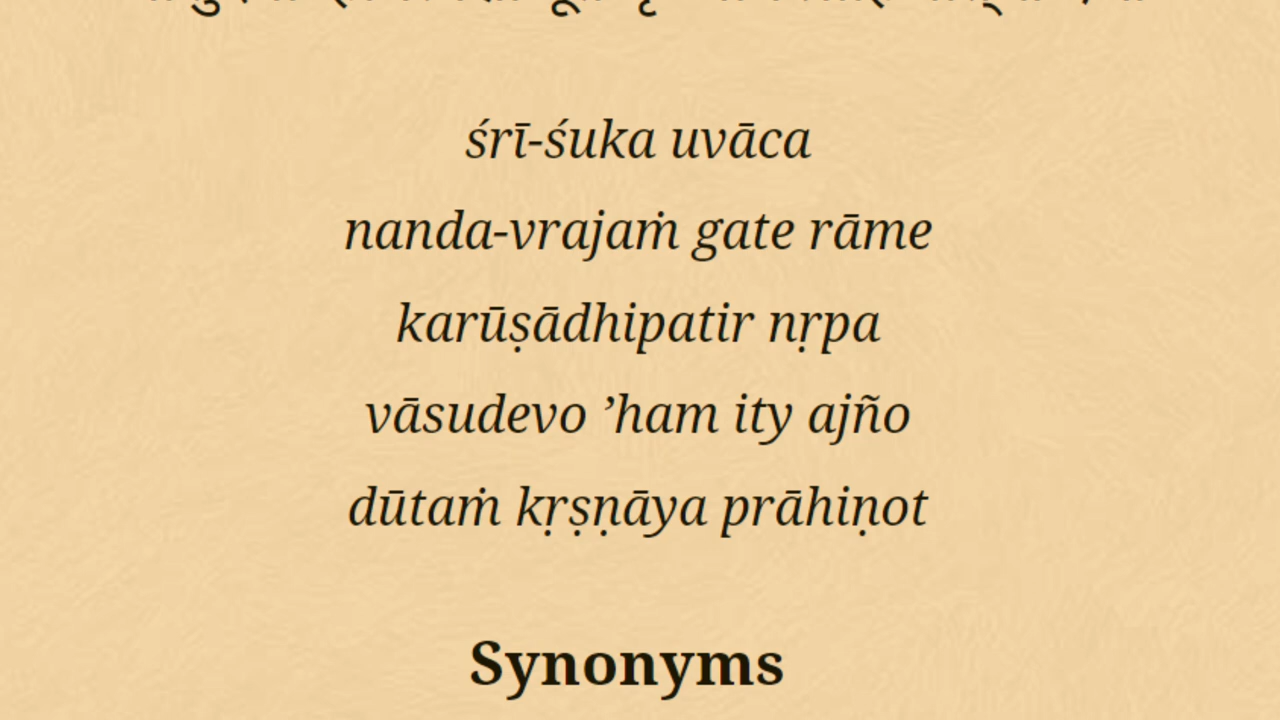 śrī-śuka uvāca
nanda-vrajaṁ gate rāme
karūṣādhipatir nṛpa
vāsudevo ’ham ity ajño
dūtaṁ kṛṣṇāya prāhiṇot
Synonyms